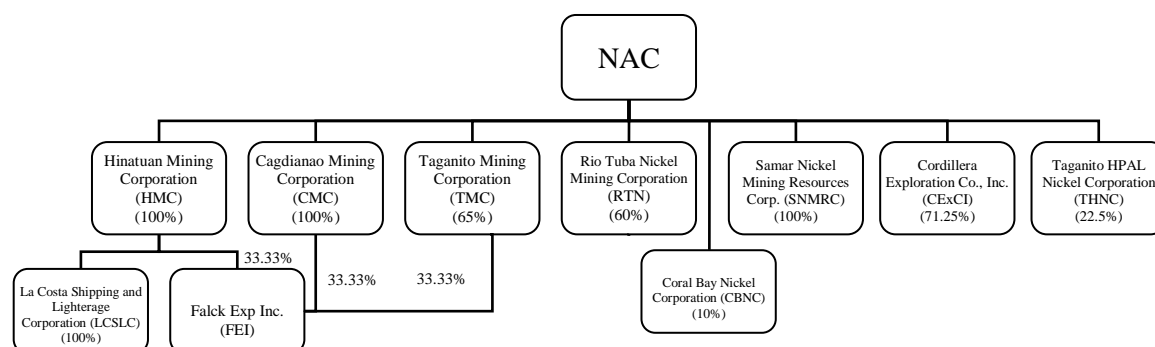 NAC
Hinatuan Mining
Corporation
(HMC)
(100%)
Cagdianao Mining
Corporation
(CMC)
(100%)
Taganito Mining
Corporation
(TMC)
(65%)
Rio Tuba Nickel
Mining Corporation
(RTN)
(60%)
Samar Nickel
Mining Resources
Corp. (SNMRC)
(100%)
Cordillera
Exploration Co., Inc.
(CExCI)
(71.25%)
Taganito HPAL
Nickel Corporation
(THNC)
(22.5%)
33.33%
33.33%
33.33%
La Costa Shipping and
Lighterage
Corporation (LCSLC)
(100%)
Falck Exp Inc.
(FEI)
Coral Bay Nickel
Corporation (CBNC)
(10%)